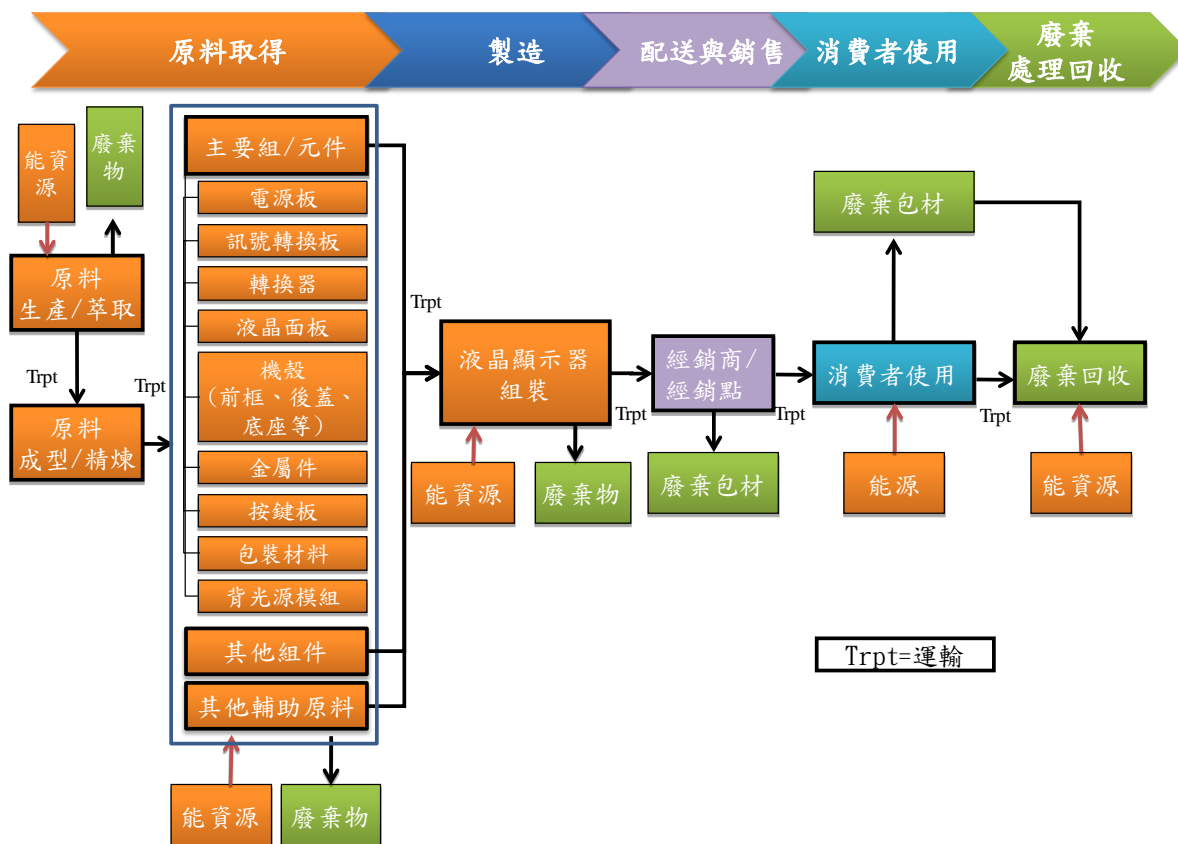 原料取得
製造
配送與銷售
消費者使用
廢棄
處理回收
能資
源
廢棄
物
原料
生產/萃取
Trpt
原料
成型/精煉
Trpt
主要組/元件
電源板
訊號轉換板
轉換器
液晶面板
機殼
(前框、後蓋、
底座等)
金屬件
按鍵板
包裝材料
背光源模組
其他組件
其他輔助原料
能資源
廢棄物
Trpt
液晶顯示器
組裝
能資源
廢棄物
Trpt
經銷商/
經銷點
廢棄包材
Trpt
廢棄包材
消費者使用
能源
Trpt
廢棄回收
能資源
Trpt=運輸